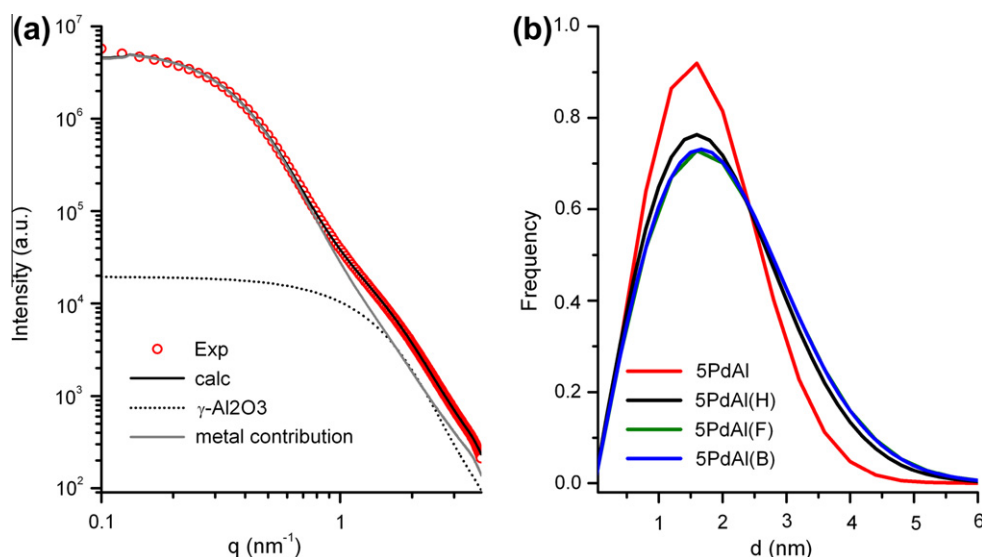 (a)
10^7
10^6
10^5
10^4
10^3
10^2
Intensity (a.u.)
Exp
calc
γ-Al2O3
metal contribution
0.1 1
q (nm^-1)
(b)
1.0
0.8
0.6
0.4
0.2
0.0
Frequency
5PdAl
5PdAl(H)
5PdAl(F)
5PdAl(B)
1 2 3 4 5 6
d (nm)